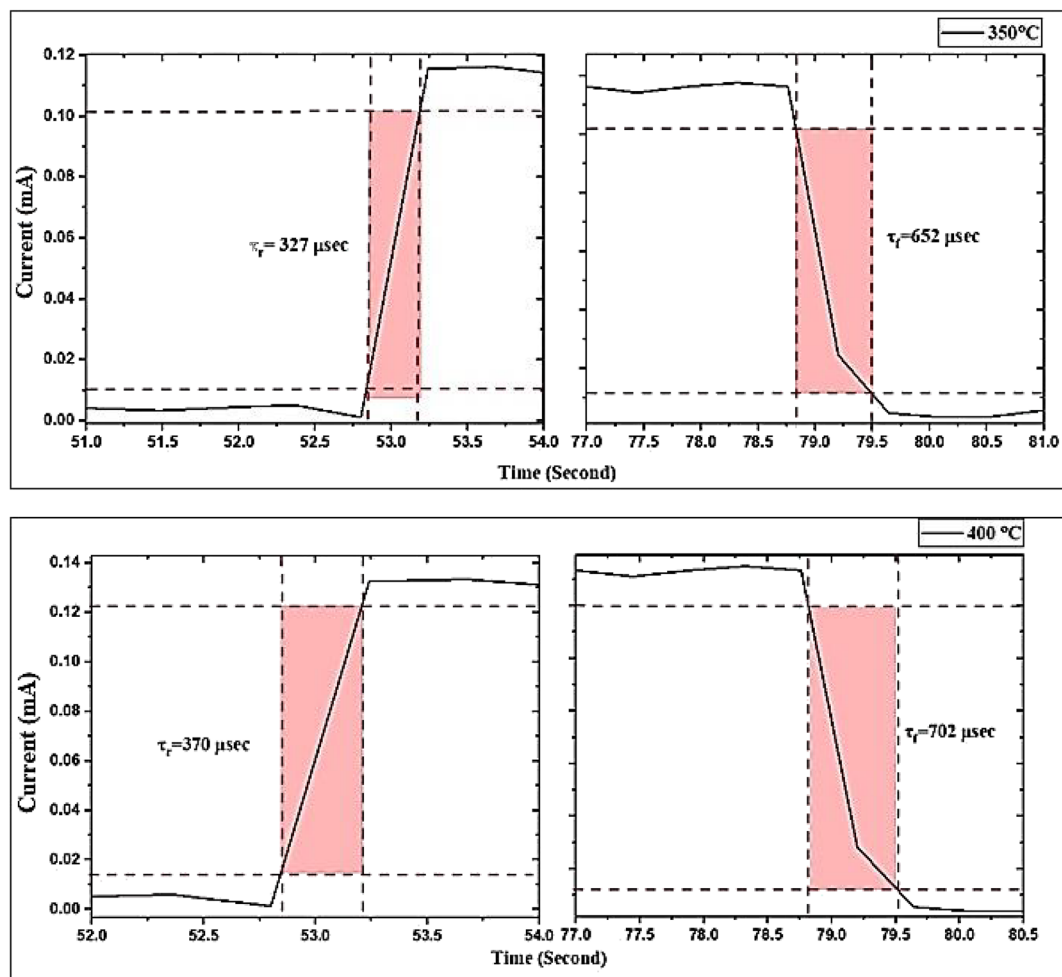 350°C
0.12
0.10
0.08
0.06
0.04
0.02
0.00
Current (mA)
τr= 327 μsec
τf=652 μsec
51.0 51.5 52.0 52.5 53.0 53.5 54.0
77.0 77.5 78.0 78.5 79.0 79.5 80.0 80.5 81.0
Time (Second)
400 °C
0.14
0.12
0.10
0.08
0.06
0.04
0.02
0.00
Current (mA)
τr=370 μsec
τf=702 μsec
52.0 52.5 53.0 53.5 54.0
77.0 77.5 78.0 78.5 79.0 79.5 80.0 80.5
Time (Second)